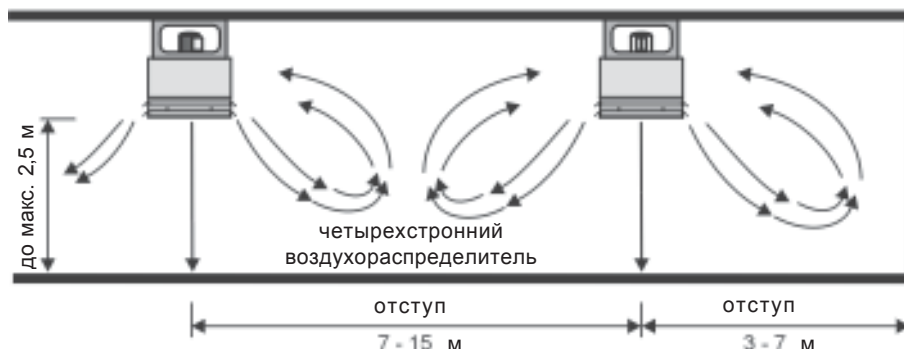 до макс. 2,5 м
четырехстронний
воздухораспределитель
отступ
отступ
7 - 15 м
3 - 7 м